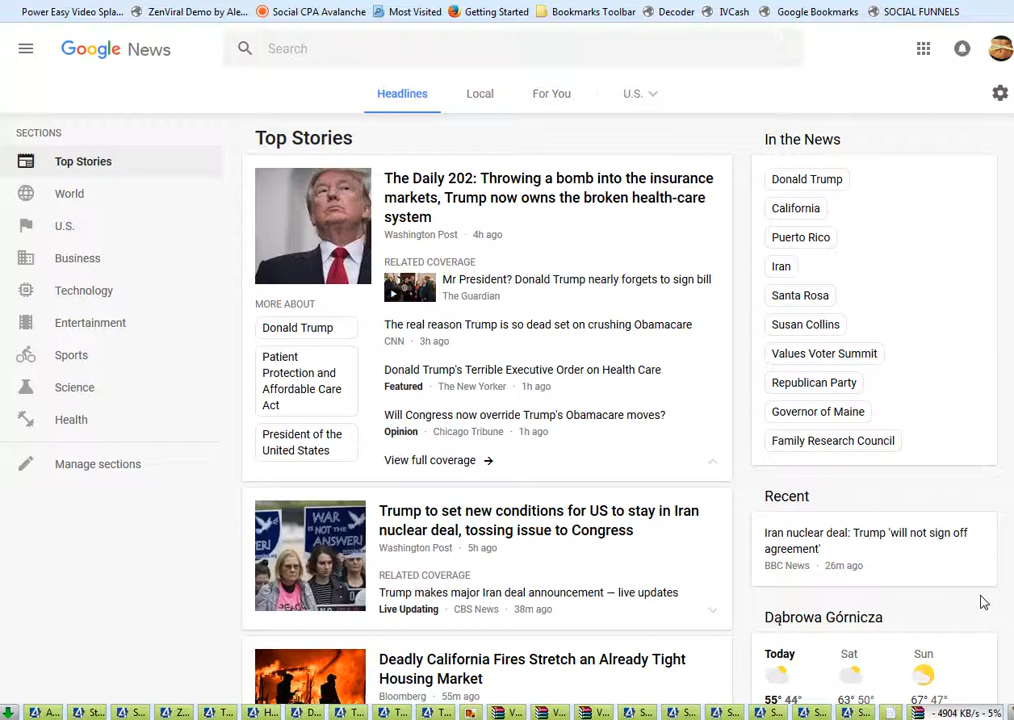 Power Easy Video Spla... ZenViral Demo by Ale... Social CPA Avalanche Most Visited Getting Started Bookmarks Toolbar Decoder IVCash Google Bookmarks SOCIAL FUNNELS
Google News Search
Headlines Local For You U.S.
SECTIONS
Top Stories
World
U.S.
Business
Technology
Entertainment
Sports
Science
Health
Manage sections
Top Stories
The Daily 202: Throwing a bomb into the insurance
markets, Trump now owns the broken health-care
system
Washington Post · 4h ago
RELATED COVERAGE
Mr President? Donald Trump nearly forgets to sign bill
The Guardian
The real reason Trump is so dead set on crushing Obamacare
CNN · 3h ago
Donald Trump's Terrible Executive Order on Health Care
Featured · The New Yorker · 1h ago
Will Congress now override Trump's Obamacare moves?
Opinion · Chicago Tribune · 1h ago
View full coverage →
MORE ABOUT
Donald Trump
Patient
Protection and
Affordable Care
Act
President of the
United States
WAR IS
NOT THE
ANSWER!
Trump to set new conditions for US to stay in Iran
nuclear deal, tossing issue to Congress
Washington Post · 5h ago
RELATED COVERAGE
Trump makes major Iran deal announcement — live updates
Live Updating · CBS News · 38m ago
Deadly California Fires Stretch an Already Tight
Housing Market
Bloomberg · 55m ago
In the News
Donald Trump
California
Puerto Rico
Iran
Santa Rosa
Susan Collins
Values Voter Summit
Republican Party
Governor of Maine
Family Research Council
Recent
Iran nuclear deal: Trump 'will not sign off
agreement'
BBC News · 26m ago
Dąbrowa Górnicza
Today Sat Sun
55° 44° 63° 50° 67° 47°
A... St... S... Z... T... H... D... T... T... T... V... V... V... S... S... S... S... S... S... - 4904 KB/s - 5%